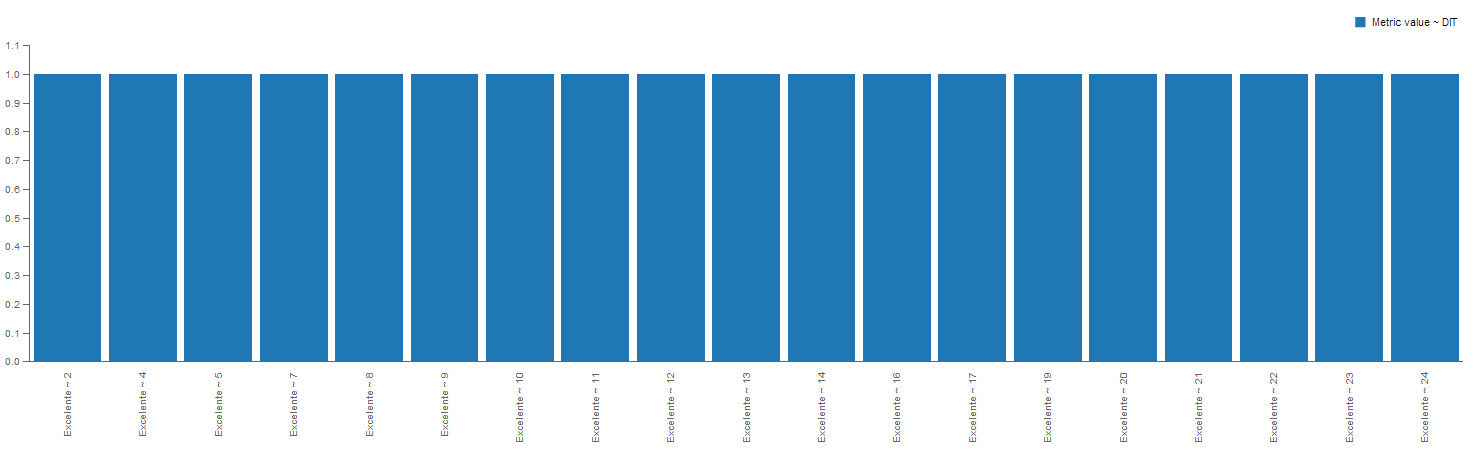 Metric value ~ DIT
1.1
1.0
0.9
0.8
0.7
0.6
0.5
0.4
0.3
0.2
0.1
0.0
Excelente ~ 2
Excelente ~ 4
Excelente ~ 5
Excelente ~ 7
Excelente ~ 8
Excelente ~ 9
Excelente ~ 10
Excelente ~ 11
Excelente ~ 12
Excelente ~ 13
Excelente ~ 14
Excelente ~ 16
Excelente ~ 17
Excelente ~ 19
Excelente ~ 20
Excelente ~ 21
Excelente ~ 22
Excelente ~ 23
Excelente ~ 24